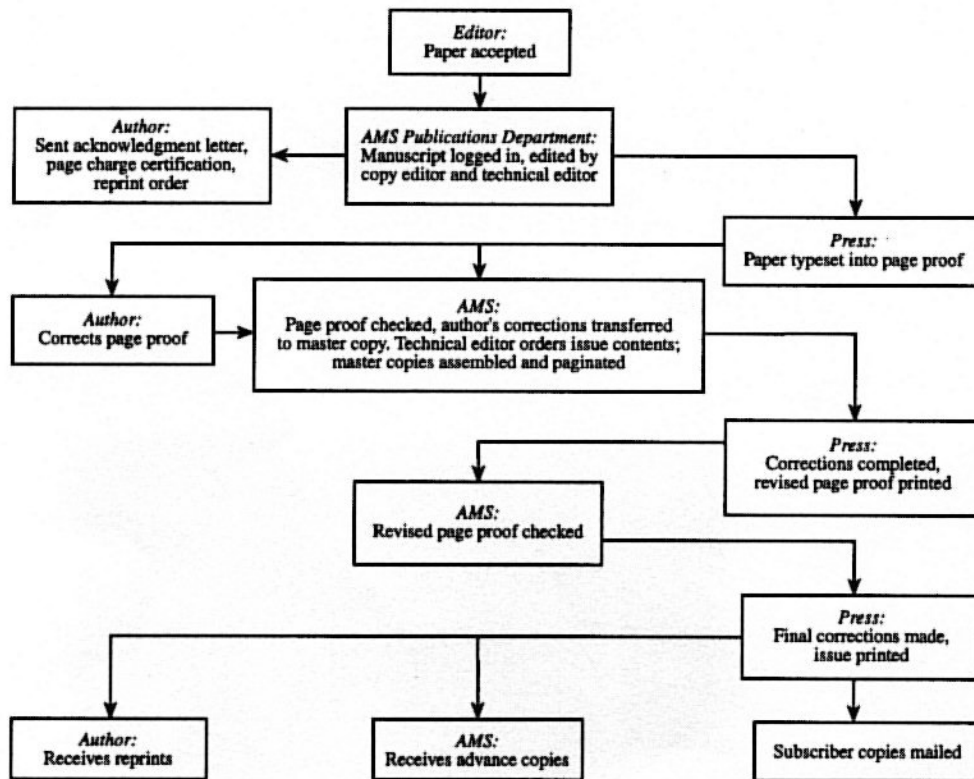 Editor:
Paper accepted
Author:
Sent acknowledgment letter,
page charge certification,
reprint order
AMS Publications Department:
Manuscript logged in, edited by
copy editor and technical editor
Press:
Paper typeset into page proof
Author:
Corrects page proof
AMS:
Page proof checked, author's corrections transferred
to master copy. Technical editor orders issue contents;
master copies assembled and paginated
Press:
Corrections completed,
revised page proof printed
AMS:
Revised page proof checked
Press:
Final corrections made,
issue printed
Author:
Receives reprints
AMS:
Receives advance copies
Subscriber copies mailed